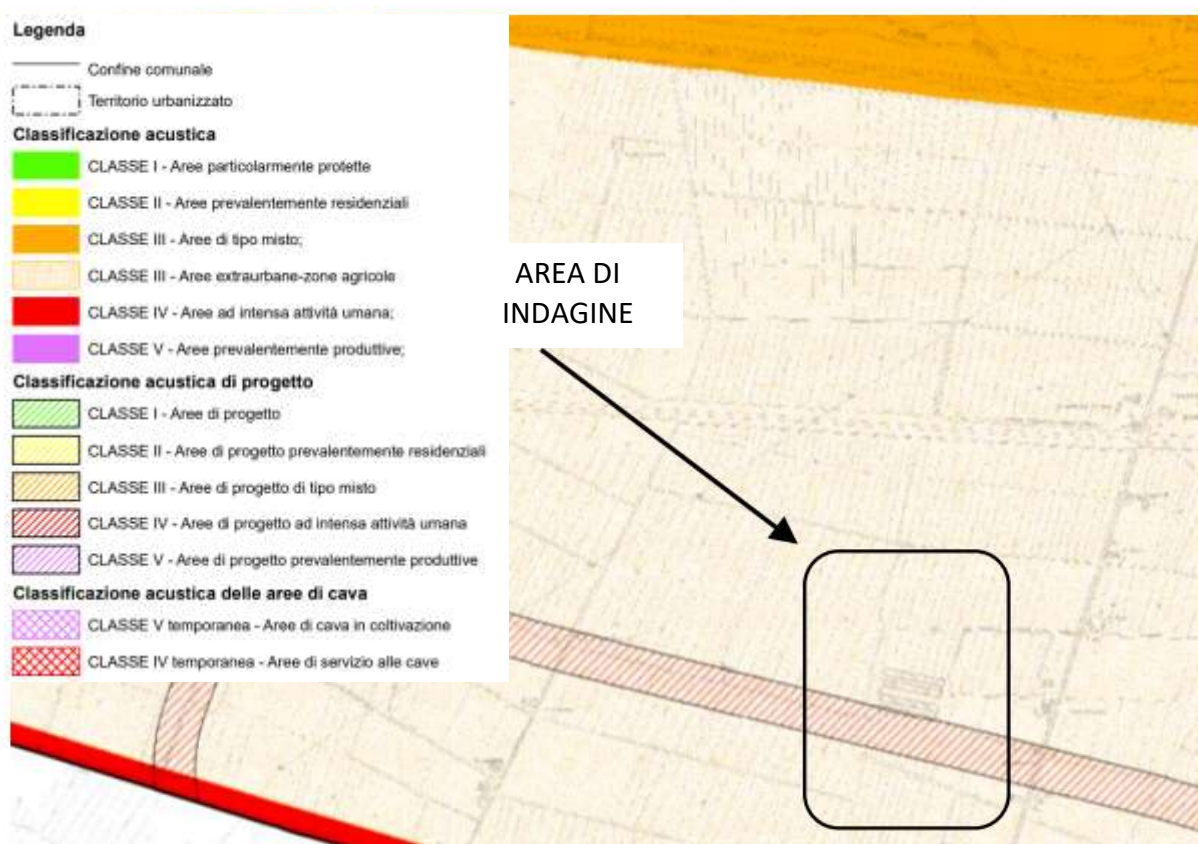 Legenda
Confine comunale
Territorio urbanizzato
Classificazione acustica
CLASSE I - Aree particolarmente protette
CLASSE II - Aree prevalentemente residenziali
CLASSE III - Aree di tipo misto;
CLASSE III - Aree extraurbane-zone agricole
CLASSE IV - Aree ad intensa attività umana;
CLASSE V - Aree prevalentemente produttive;
Classificazione acustica di progetto
CLASSE I - Aree di progetto
CLASSE II - Aree di progetto prevalentemente residenziali
CLASSE III - Aree di progetto di tipo misto
CLASSE IV - Aree di progetto ad intensa attività umana
CLASSE V - Aree di progetto prevalentemente produttive
Classificazione acustica delle aree di cava
CLASSE V temporanea - Aree di cava in coltivazione
CLASSE IV temporanea - Aree di servizio alle cave
AREA DI
INDAGINE